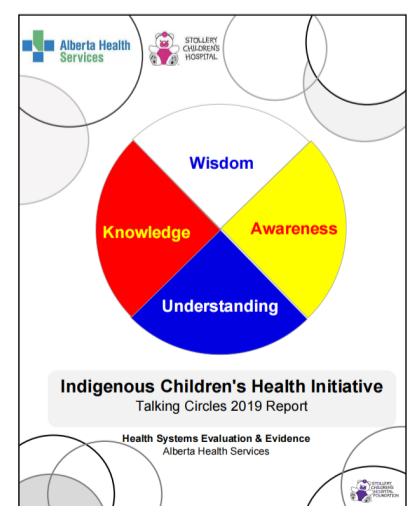 Alberta Health
Services
STOLLERY
CHILDREN'S
HOSPITAL
Wisdom
Knowledge
Awareness
Understanding
Indigenous Children's Health Initiative
Talking Circles 2019 Report
Health Systems Evaluation & Evidence
Alberta Health Services
STOLLERY
CHILDREN'S
HOSPITAL
FOUNDATION